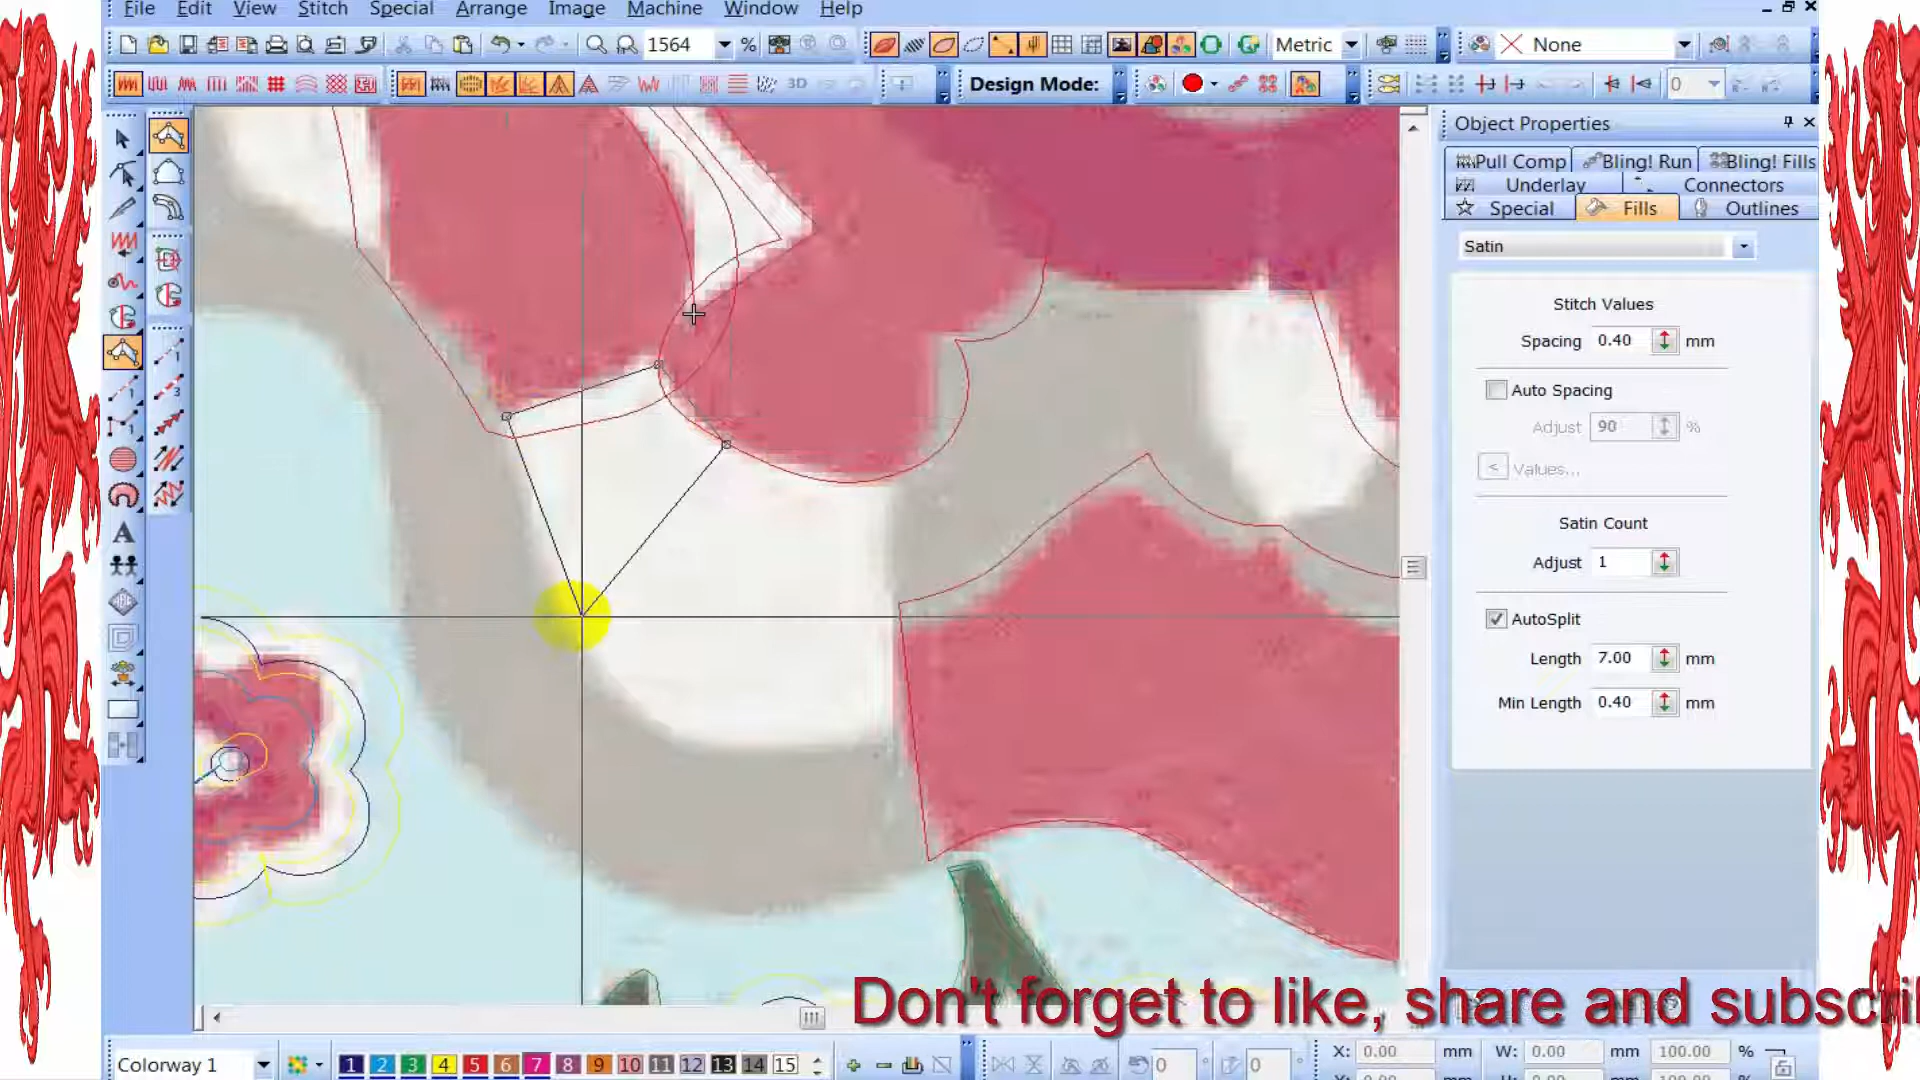 File Edit Stitch Special Arrange Image Machine Window Help
1564 % Metric None
Design Mode: 3D 0
Object Properties
Pull Comp Bling! Run Bling! Fills
Underlay Connectors
Special Fills Outlines
Satin
Stitch Values
Spacing 0.40 mm
Auto Spacing
Adjust 90 %
< Values...
Satin Count
Adjust 1
AutoSplit
Length 7.00 mm
Min Length 0.40 mm
A
Don't forget to like, share and subscri
Colorway 1 1 2 3 4 5 6 7 8 9 10 11 12 13 14 15 0 0 X: 0.00 mm W: 0.00 mm 100.00 %